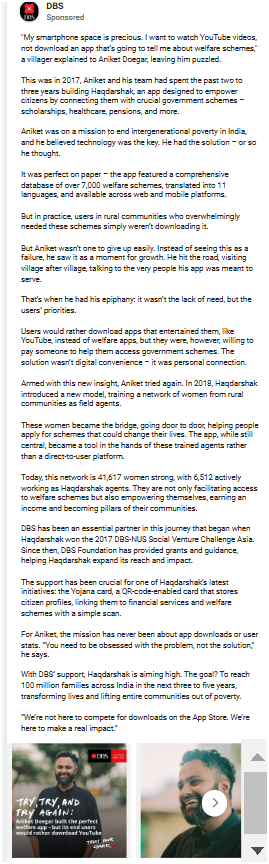 DBS
Sponsored
"My smartphone space is precious. I want to watch YouTube videos,
not download an app that's going to tell me about welfare schemes,"
a villager explained to Aniket Doegar, leaving him puzzled.
This was in 2017, Aniket and his team had spent the past two to
three years building Haqdarshak, an app designed to empower
citizens by connecting them with crucial government schemes –
scholarships, healthcare, pensions, and more.
Aniket was on a mission to end intergenerational poverty in India,
and he believed technology was the key. He had the solution – or so
he thought.
It was perfect on paper – the app featured a comprehensive
database of over 7,000 welfare schemes, translated into 11
languages, and available across web and mobile platforms.
But in practice, users in rural communities who overwhelmingly
needed these schemes simply weren't downloading it.
But Aniket wasn't one to give up easily. Instead of seeing this as a
failure, he saw it as a moment for growth. He hit the road, visiting
village after village, talking to the very people his app was meant to
serve.
That's when he had his epiphany: it wasn't the lack of need, but the
users' priorities.
Users would rather download apps that entertained them, like
YouTube, instead of welfare apps, but they were, however, willing to
pay someone to help them access government schemes. The
solution wasn't digital convenience – it was personal connection.
Armed with this new insight, Aniket tried again. In 2018, Haqdarshak
introduced a new model, training a network of women from rural
communities as field agents.
These women became the bridge, going door to door, helping people
apply for schemes that could change their lives. The app, while still
central, became a tool in the hands of these trained agents rather
than a direct-to-user platform.
Today, this network is 41,617 women strong, with 6,512 actively
working as Haqdarshak agents. They are not only facilitating access
to welfare schemes but also empowering themselves, earning an
income and becoming pillars of their communities.
DBS has been an essential partner in this journey that began when
Haqdarshak won the 2017 DBS-NUS Social Venture Challenge Asia.
Since then, DBS Foundation has provided grants and guidance,
helping Haqdarshak expand its reach and impact.
The support has been crucial for one of Haqdarshak's latest
initiatives: the Yojana card, a QR-code-enabled card that stores
citizen profiles, linking them to financial services and welfare
schemes with a simple scan.
For Aniket, the mission has never been about app downloads or user
stats. "You need to be obsessed with the problem, not the solution,"
he says.
With DBS' support, Haqdarshak is aiming high. The goal? To reach
100 million families across India in the next three to five years,
transforming lives and lifting entire communities out of poverty.
"We're not here to compete for downloads on the App Store. We're
here to make a real impact."
DBS
TRY, TRY, AND
TRY AGAIN:
Aniket Doegar built the perfect
welfare app – but its end users
would rather download YouTube